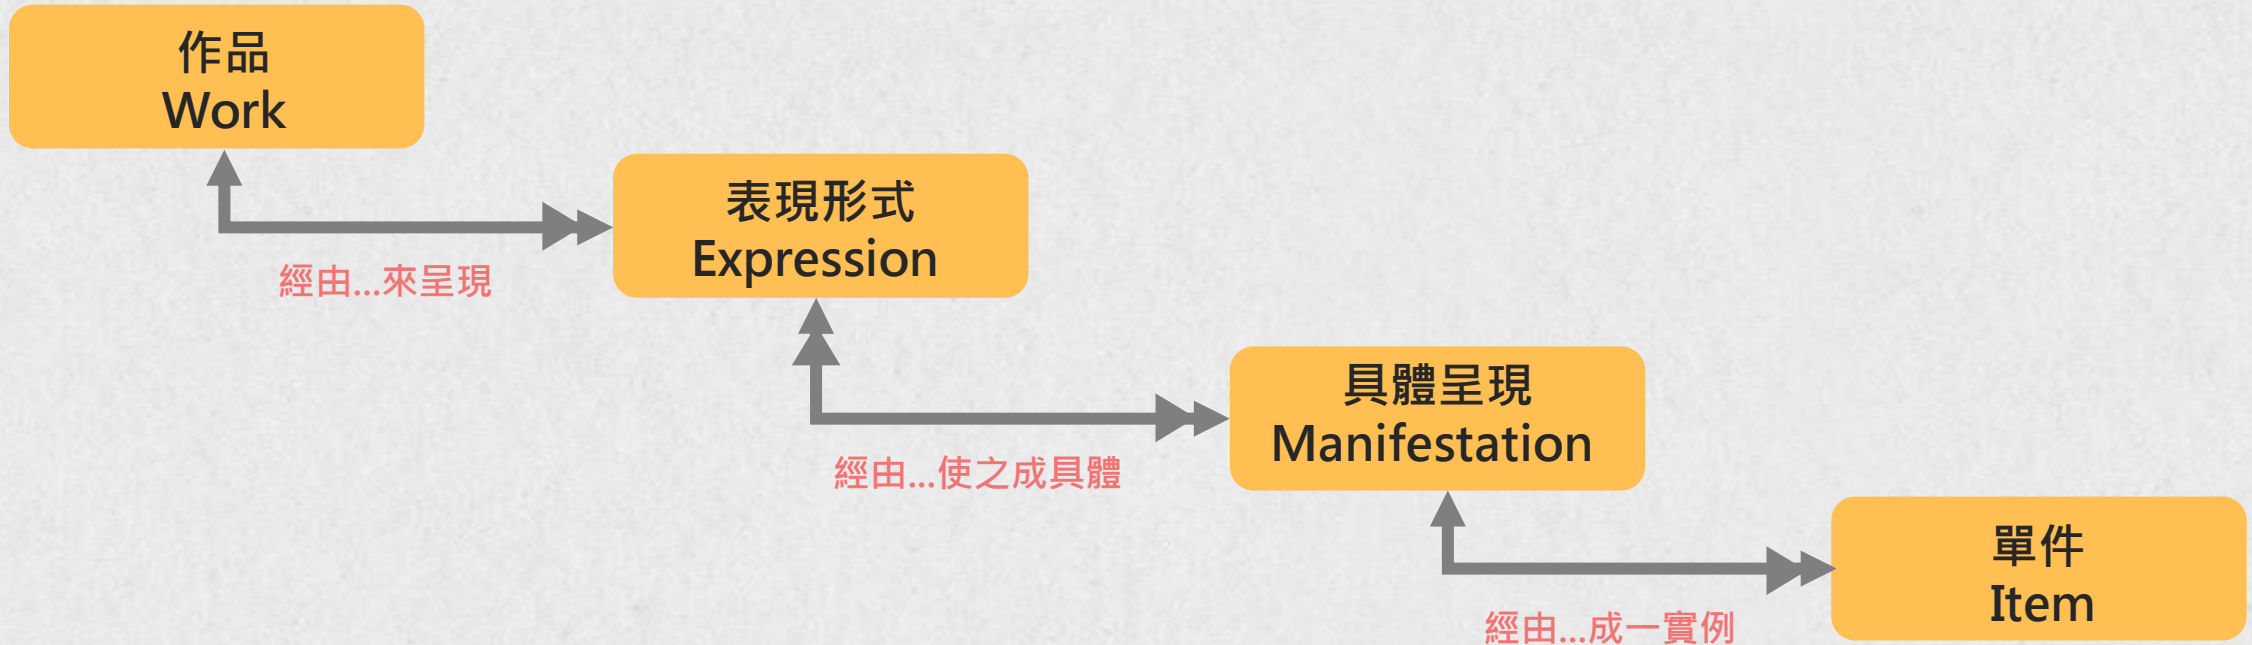 作品
Work
表現形式
Expression
經由...來呈現
具體呈現
Manifestation
經由...使之成具體
單件
Item
經由...成一實例